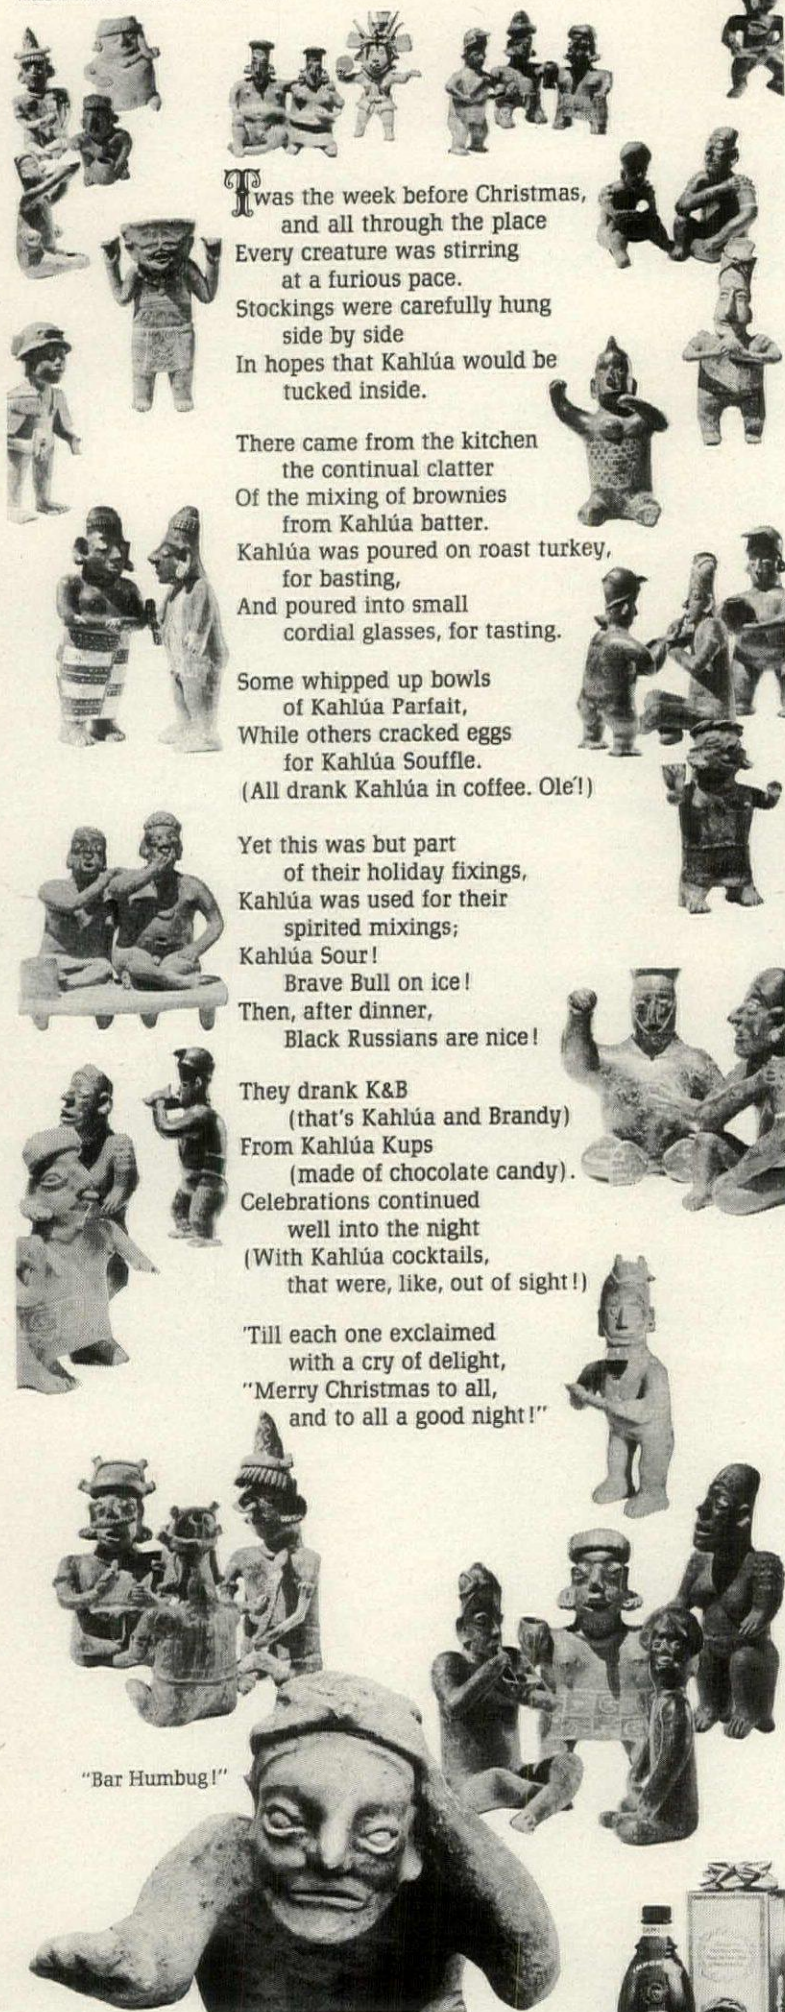 Twas the week before Christmas,
and all through the place
Every creature was stirring
at a furious pace.
Stockings were carefully hung
side by side
In hopes that Kahlúa would be
tucked inside.
There came from the kitchen
the continual clatter
Of the mixing of brownies
from Kahlúa batter.
Kahlúa was poured on roast turkey,
for basting,
And poured into small
cordial glasses, for tasting.
Some whipped up bowls
of Kahlúa Parfait,
While others cracked eggs
for Kahlúa Souffle.
(All drank Kahlúa in coffee. Olé!)
Yet this was but part
of their holiday fixings,
Kahlúa was used for their
spirited mixings;
Kahlúa Sour!
Brave Bull on ice!
Then, after dinner,
Black Russians are nice!
They drank K&B
(that's Kahlúa and Brandy)
From Kahlúa Kups
(made of chocolate candy).
Celebrations continued
well into the night
(With Kahlúa cocktails,
that were, like, out of sight!)
'Till each one exclaimed
with a cry of delight,
"Merry Christmas to all,
and to all a good night!"
"Bar Humbug!"